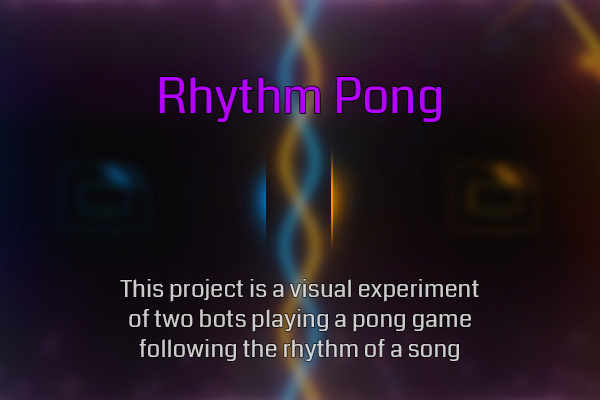 Rhythm Pong
This project is a visual experiment
of two bots playing a pong game
following the rhythm of a song